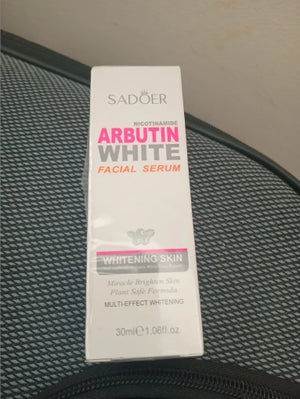 SADOER
NICOTINAMIDE
ARBUTIN
WHITE
FACIAL SERUM
WHITENING SKIN
Miracle Brighten Skin
Plant Safe Formula
MULTI-EFFECT WHITENING
30ml℮1.06fl.oz